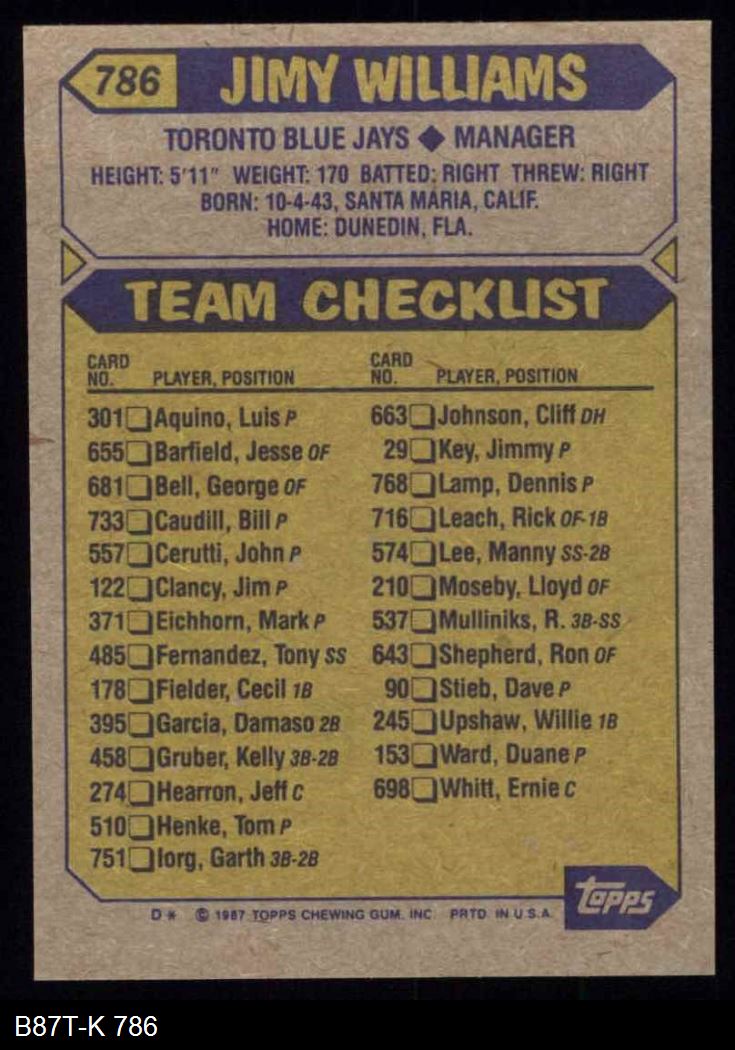 786 JIMY WILLIAMS
TORONTO BLUE JAYS ◆ MANAGER
HEIGHT: 5'11" WEIGHT: 170 BATTED: RIGHT THREW: RIGHT
BORN: 10-4-43, SANTA MARIA, CALIF.
HOME: DUNEDIN, FLA.
TEAM CHECKLIST
CARD
NO. PLAYER, POSITION
301 Aquino, Luis P
655 Barfield, Jesse OF
681 Bell, George OF
733 Caudill, Bill P
557 Cerutti, John P
122 Clancy, Jim P
371 Eichhorn, Mark P
485 Fernandez, Tony SS
178 Fielder, Cecil 1B
395 Garcia, Damaso 2B
458 Gruber, Kelly 3B-2B
274 Hearron, Jeff C
510 Henke, Tom P
751 Iorg, Garth 3B-2B
CARD
NO. PLAYER, POSITION
663 Johnson, Cliff DH
29 Key, Jimmy P
768 Lamp, Dennis P
716 Leach, Rick OF-1B
574 Lee, Manny SS-2B
210 Moseby, Lloyd OF
537 Mulliniks, R. 3B-SS
643 Shepherd, Ron OF
90 Stieb, Dave P
245 Upshaw, Willie 1B
153 Ward, Duane P
698 Whitt, Ernie C
topps
D* © 1987 TOPPS CHEWING GUM, INC. PRTD. IN U.S.A.
B87T-K 786